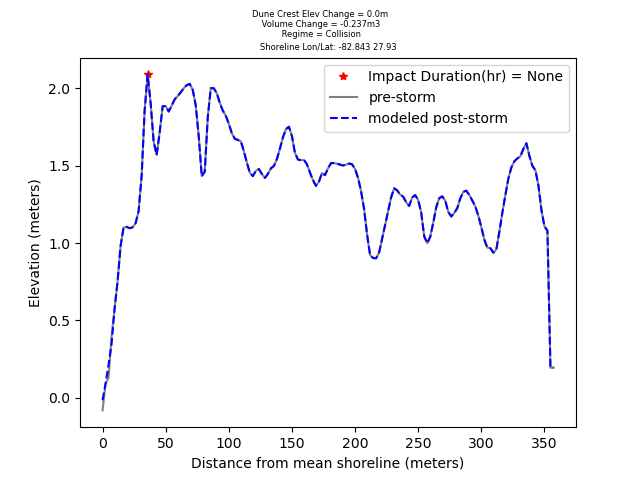 Dune Crest Elev Change = 0.0m
Volume Change = -0.237m3
Regime = Collision
Shoreline Lon/Lat: -82.843 27.93
Impact Duration(hr) = None
pre-storm
modeled post-storm
Elevation (meters)
2.0
1.5
1.0
0.5
0.0
0 50 100 150 200 250 300 350
Distance from mean shoreline (meters)